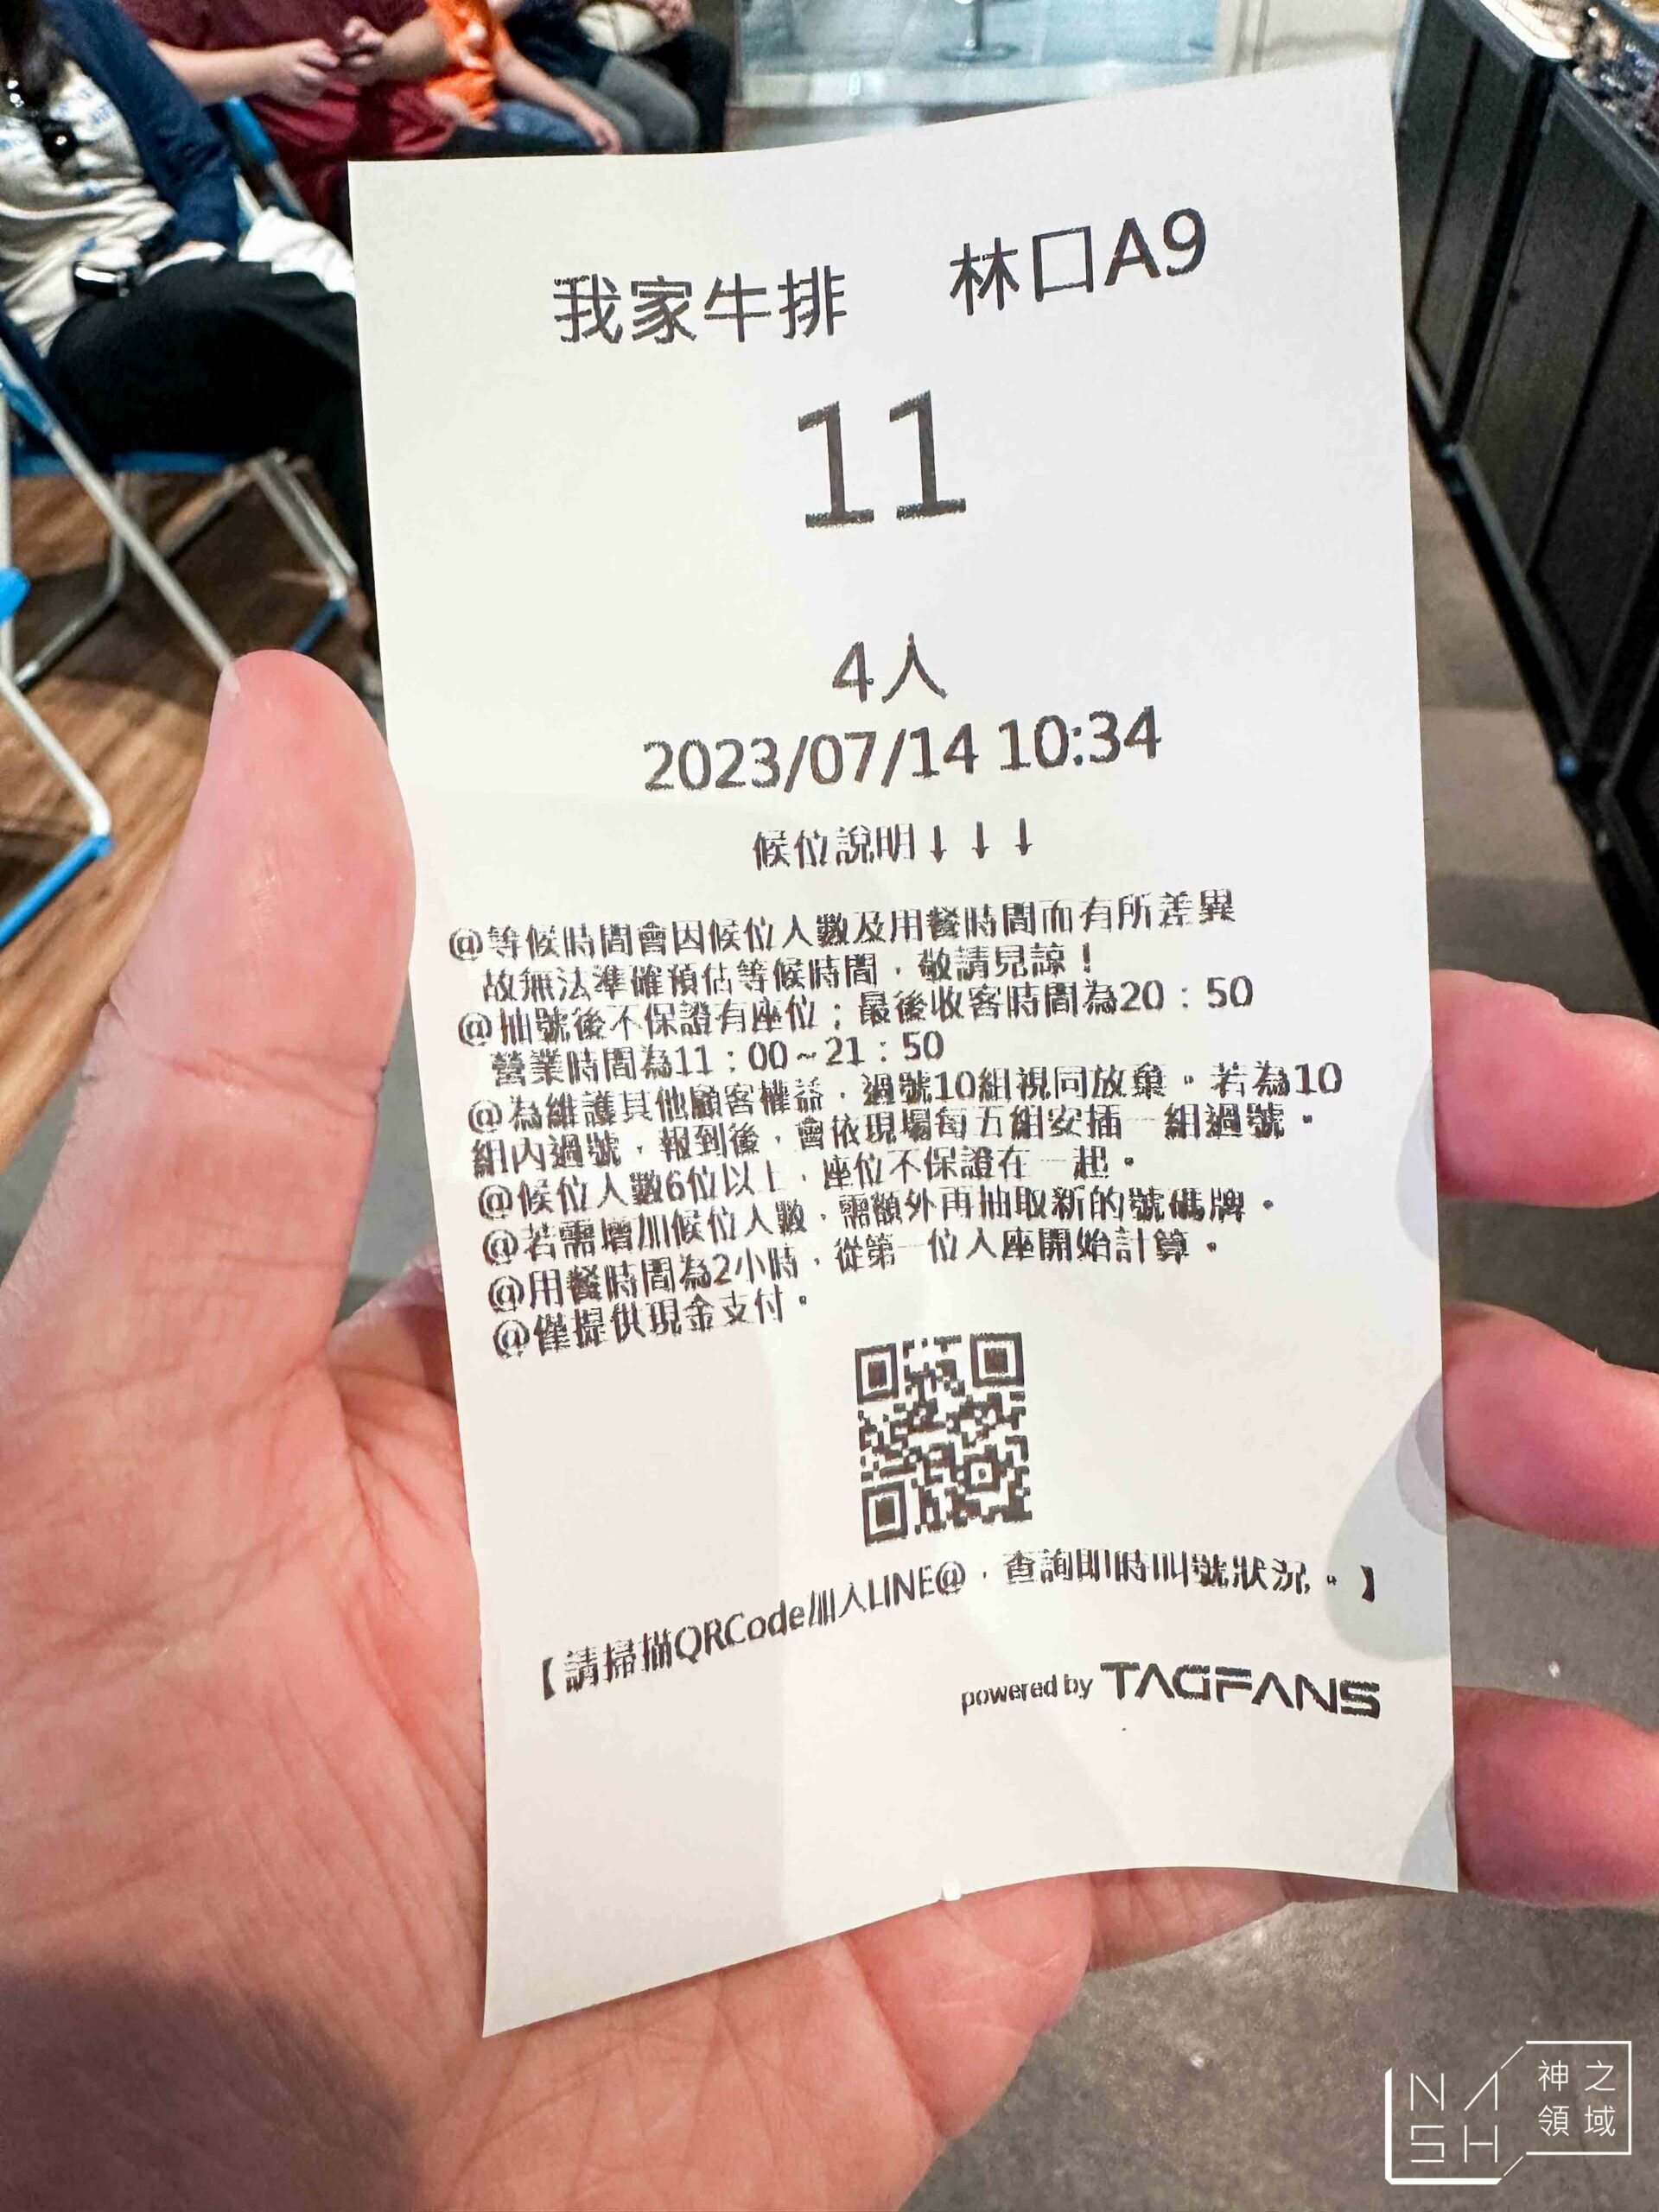 我家牛排 林口A9
11
4人
2023/07/14 10:34
候位說明↓↓↓
@等候時間會因候位人數及用餐時間而有所差異
故無法準確預估等候時間，敬請見諒！
@抽號後不保證有座位；最後收客時間為20：50
營業時間為11：00~21：50
@為維護其他顧客權益，過號10組視同放棄。若為10
組內過號，報到後，會依現場每五組安插一組過號。
@候位人數6位以上，座位不保證在一起。
@若需增加候位人數，需額外再抽取新的號碼牌。
@用餐時間為2小時，從第一位入座開始計算。
@僅提供現金支付。
【請掃描QRCode加入LINE@，查詢即時叫號狀況。】
powered by TAGFANS
NASH 神之領域